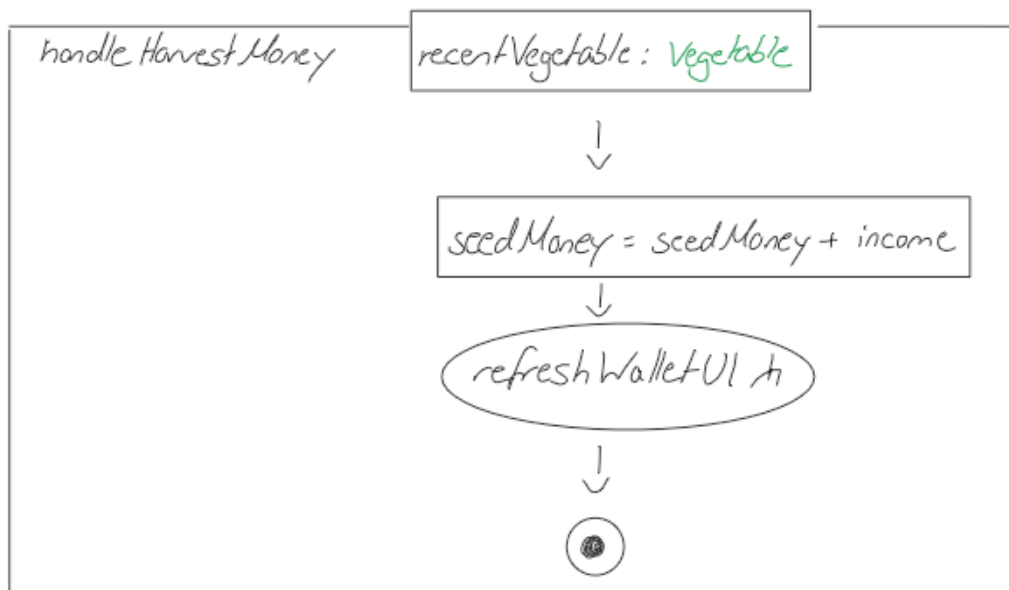 handleHarvestMoney
recentVegetable: Vegetable
seedMoney = seedMoney + income
refreshWalletUI